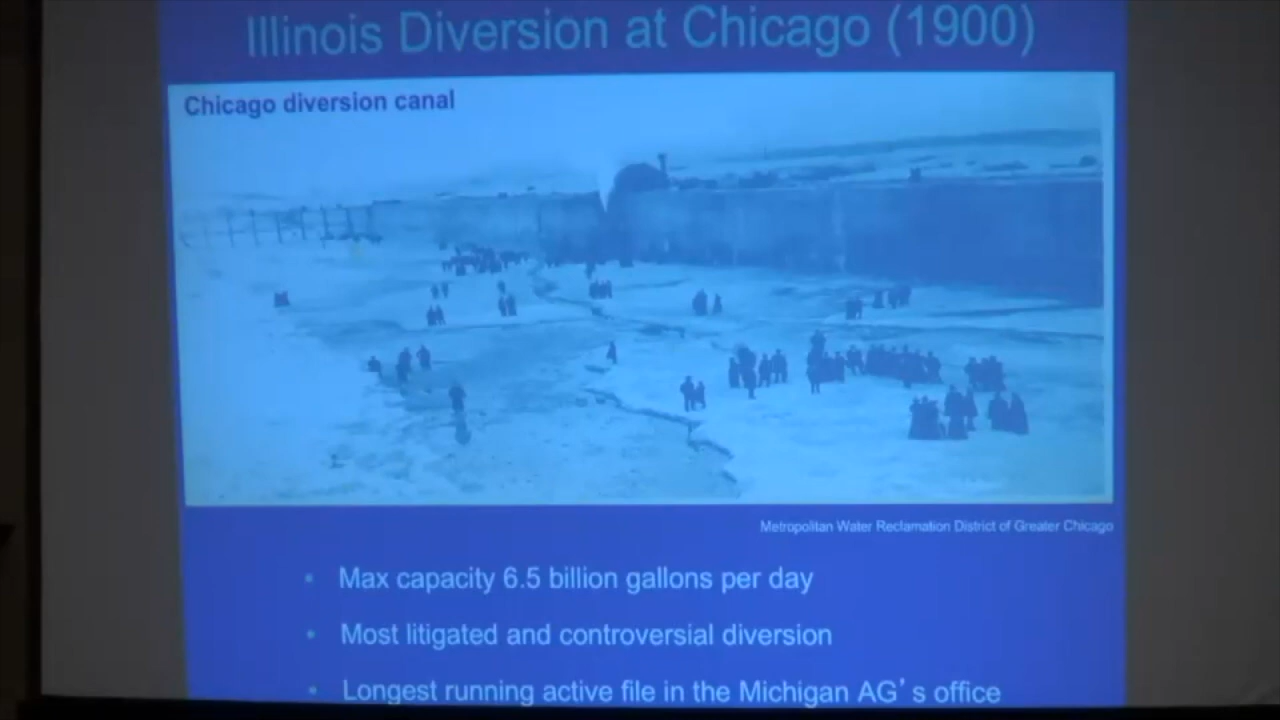 Illinois Diversion at Chicago (1900)
Chicago diversion canal
Metropolitan Water Reclamation District of Greater Chicago
• Max capacity 6.5 billion gallons per day
• Most litigated and controversial diversion
• Longest running active file in the Michigan AG’s office